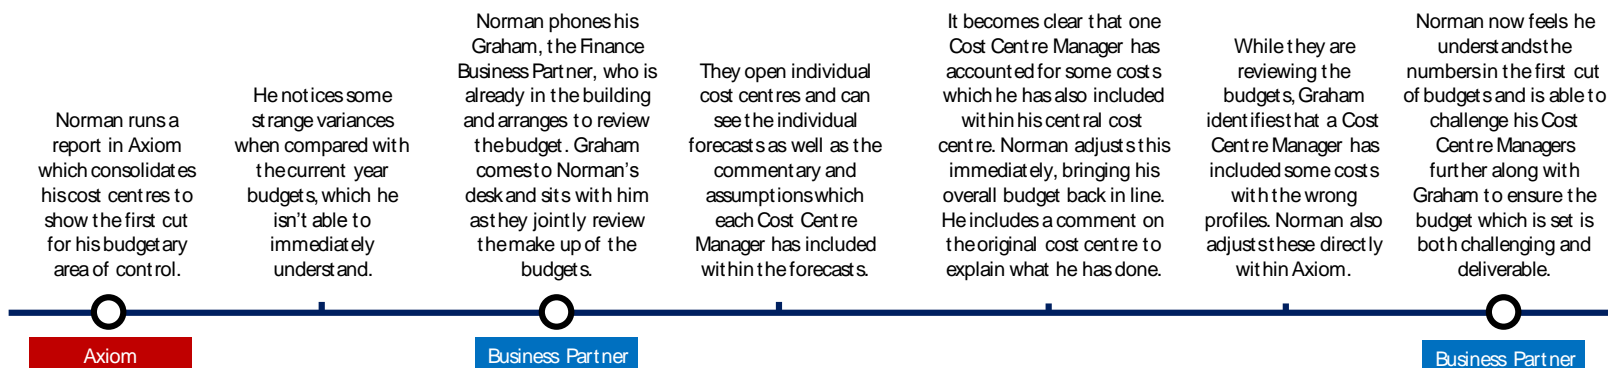 Norman runs a
report in Axiom
which consolidates
his cost centres to
show the first cut
for his budgetary
area of control.
He notices some
strange variances
when compared with
the current year
budgets, which he
isn't able to
immediately
understand.
Norman phones his
Graham, the Finance
Business Partner, who is
already in the building
and arranges to review
the budget. Graham
comes to Norman's
desk and sits with him
as they jointly review
the make up of the
budgets.
They open individual
cost centres and can
see the individual
forecasts as well as the
commentary and
assumptions which
each Cost Centre
Manager has included
within the forecasts.
It becomes clear that one
Cost Centre Manager has
accounted for some costs
which he has also included
within his central cost
centre. Norman adjusts this
immediately, bringing his
overall budget back in line.
He includes a comment on
the original cost centre to
explain what he has done.
While they are
reviewing the
budgets, Graham
identifies that a Cost
Centre Manager has
included some costs
with the wrong
profiles. Norman also
adjusts these directly
within Axiom.
Norman now feels he
understands the
numbers in the first cut
of budgets and is able to
challenge his Cost
Centre Managers
further along with
Graham to ensure the
budget which is set is
both challenging and
deliverable.
Axiom
Business Partner
Business Partner